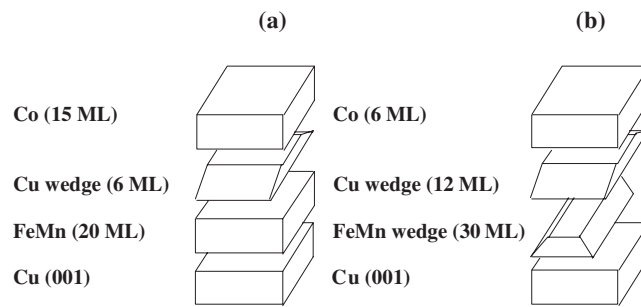 (a)
Co (15 ML)
Cu wedge (6 ML)
FeMn (20 ML)
Cu (001)
(b)
Co (6 ML)
Cu wedge (12 ML)
FeMn wedge (30 ML)
Cu (001)